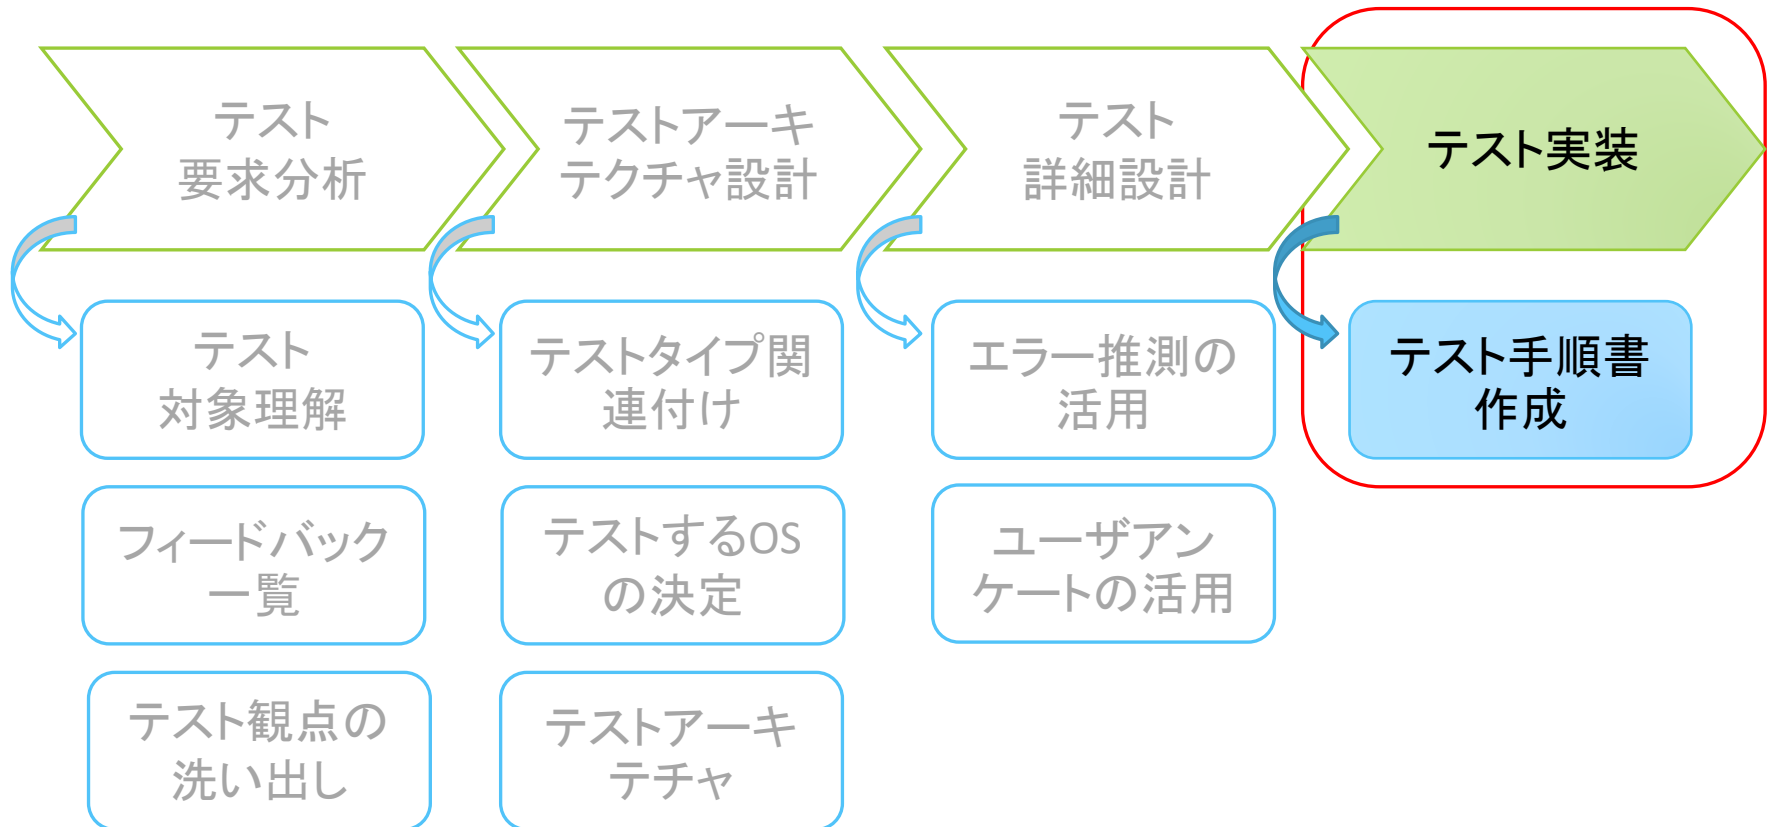 テスト
要求分析
テストアーキ
テクチャ設計
テスト
詳細設計
テスト実装
テスト
対象理解
テストタイプ関
連付け
エラー推測の
活用
テスト手順書
作成
フィードバック
一覧
テストするOS
の決定
ユーザアン
ケートの活用
テスト観点の
洗い出し
テストアーキ
テチャ